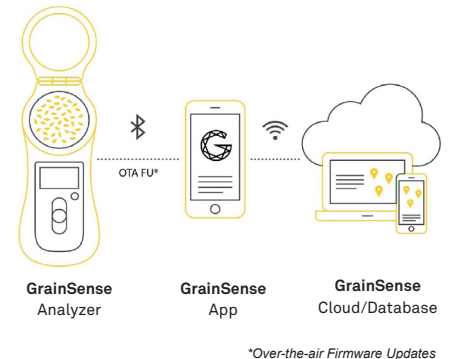 G
OTA FU*
GrainSense
Analyzer
GrainSense
App
GrainSense
Cloud/Database
*Over-the-air Firmware Updates